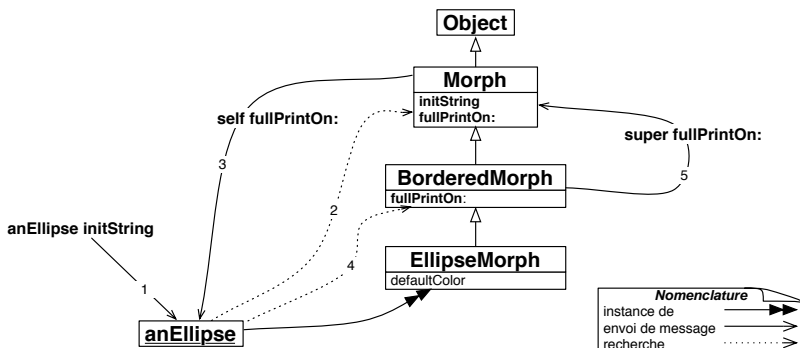 Object
Morph
initString
fullPrintOn:
self fullPrintOn:
super fullPrintOn:
3
BorderedMorph
fullPrintOn:
5
2
anEllipse initString
EllipseMorph
defaultColor
4
1
Nomenclature
instance de
envoi de message
recherche
anEllipse